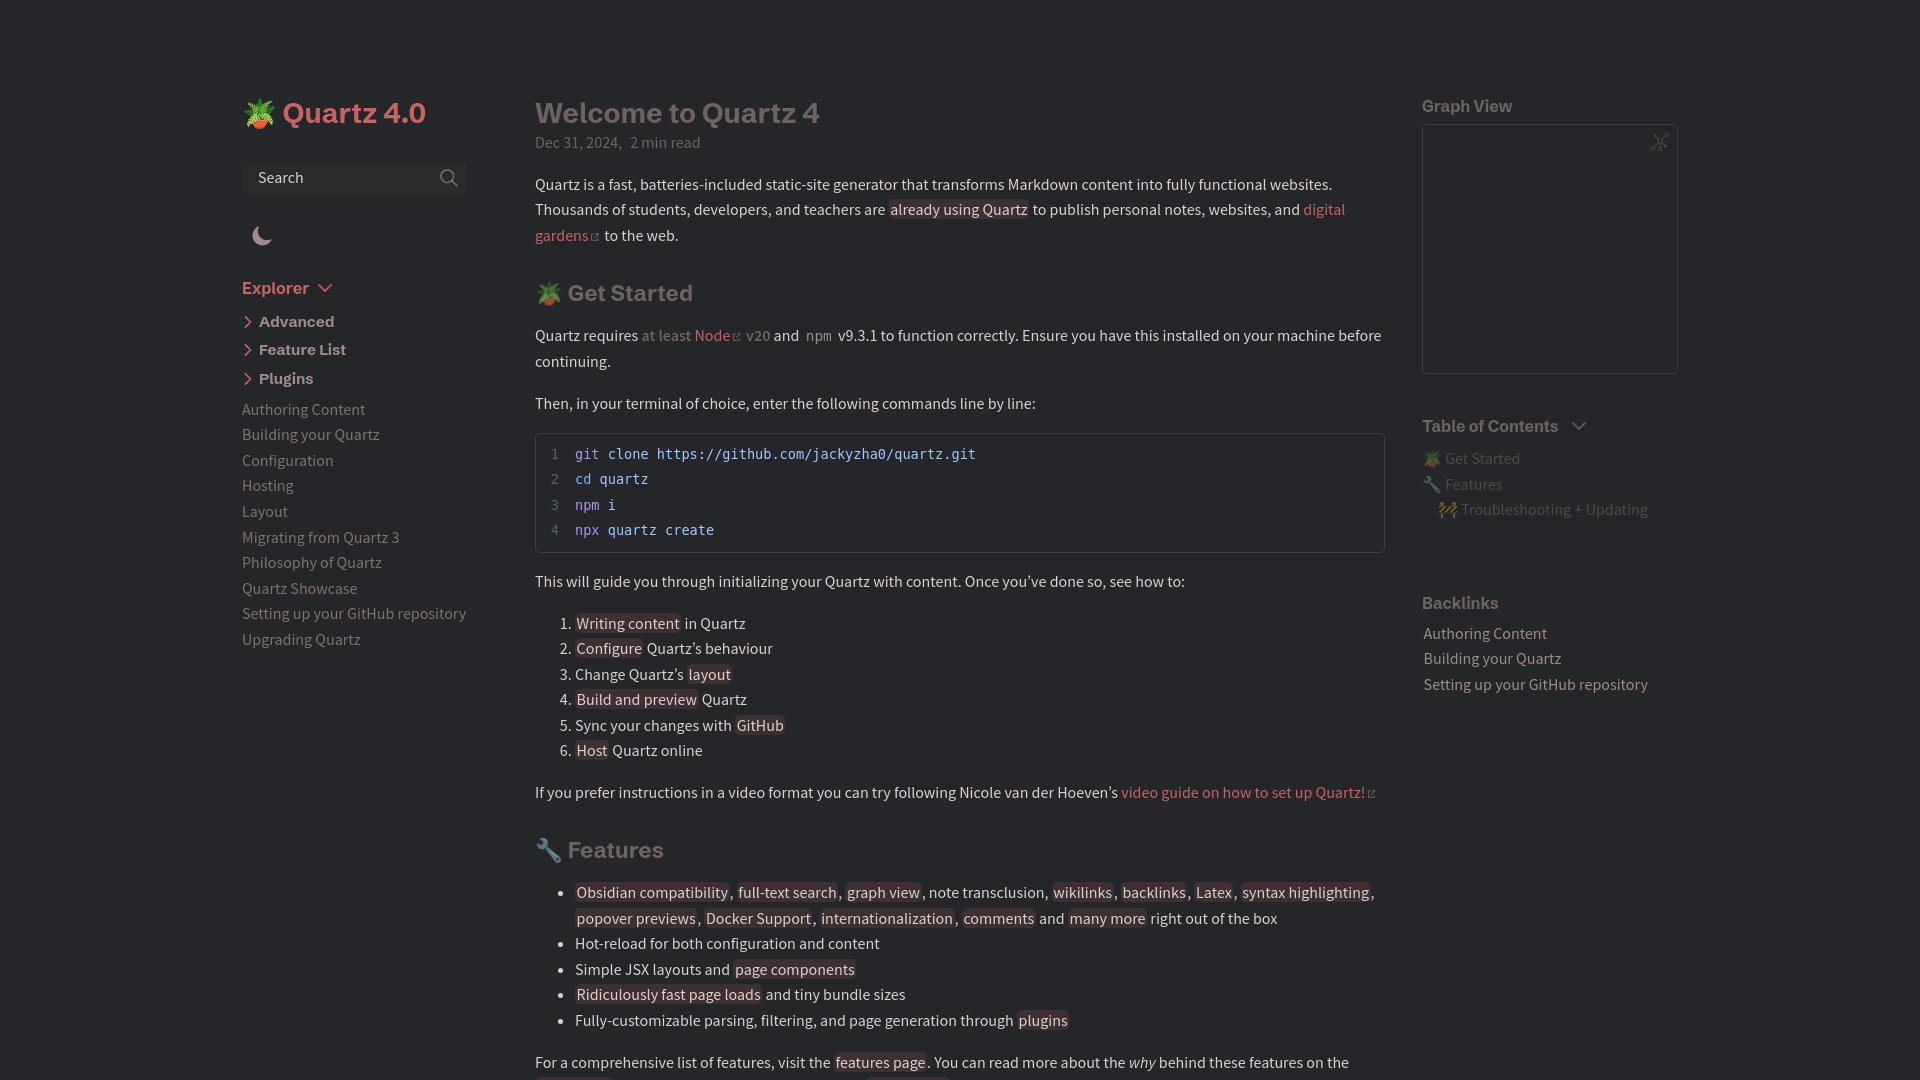 🪴 Quartz 4.0
Search
Explorer
Advanced
Feature List
Plugins
Authoring Content
Building your Quartz
Configuration
Hosting
Layout
Migrating from Quartz 3
Philosophy of Quartz
Quartz Showcase
Setting up your GitHub repository
Upgrading Quartz
Welcome to Quartz 4
Dec 31, 2024, 2 min read
Quartz is a fast, batteries-included static-site generator that transforms Markdown content into fully functional websites.
Thousands of students, developers, and teachers are already using Quartz to publish personal notes, websites, and digital
gardens to the web.
🪴 Get Started
Quartz requires at least Node v20 and npm v9.3.1 to function correctly. Ensure you have this installed on your machine before
continuing.
Then, in your terminal of choice, enter the following commands line by line:
1 git clone https://github.com/jackyzha0/quartz.git
2 cd quartz
3 npm i
4 npx quartz create
This will guide you through initializing your Quartz with content. Once you’ve done so, see how to:
1. Writing content in Quartz
2. Configure Quartz’s behaviour
3. Change Quartz’s layout
4. Build and preview Quartz
5. Sync your changes with GitHub
6. Host Quartz online
If you prefer instructions in a video format you can try following Nicole van der Hoeven’s video guide on how to set up Quartz!
🔧 Features
• Obsidian compatibility, full-text search, graph view, note transclusion, wikilinks, backlinks, Latex, syntax highlighting,
popover previews, Docker Support, internationalization, comments and many more right out of the box
• Hot-reload for both configuration and content
• Simple JSX layouts and page components
• Ridiculously fast page loads and tiny bundle sizes
• Fully-customizable parsing, filtering, and page generation through plugins
For a comprehensive list of features, visit the features page. You can read more about the why behind these features on the
Graph View
Table of Contents
🪴 Get Started
🔧 Features
🚧 Troubleshooting + Updating
Backlinks
Authoring Content
Building your Quartz
Setting up your GitHub repository